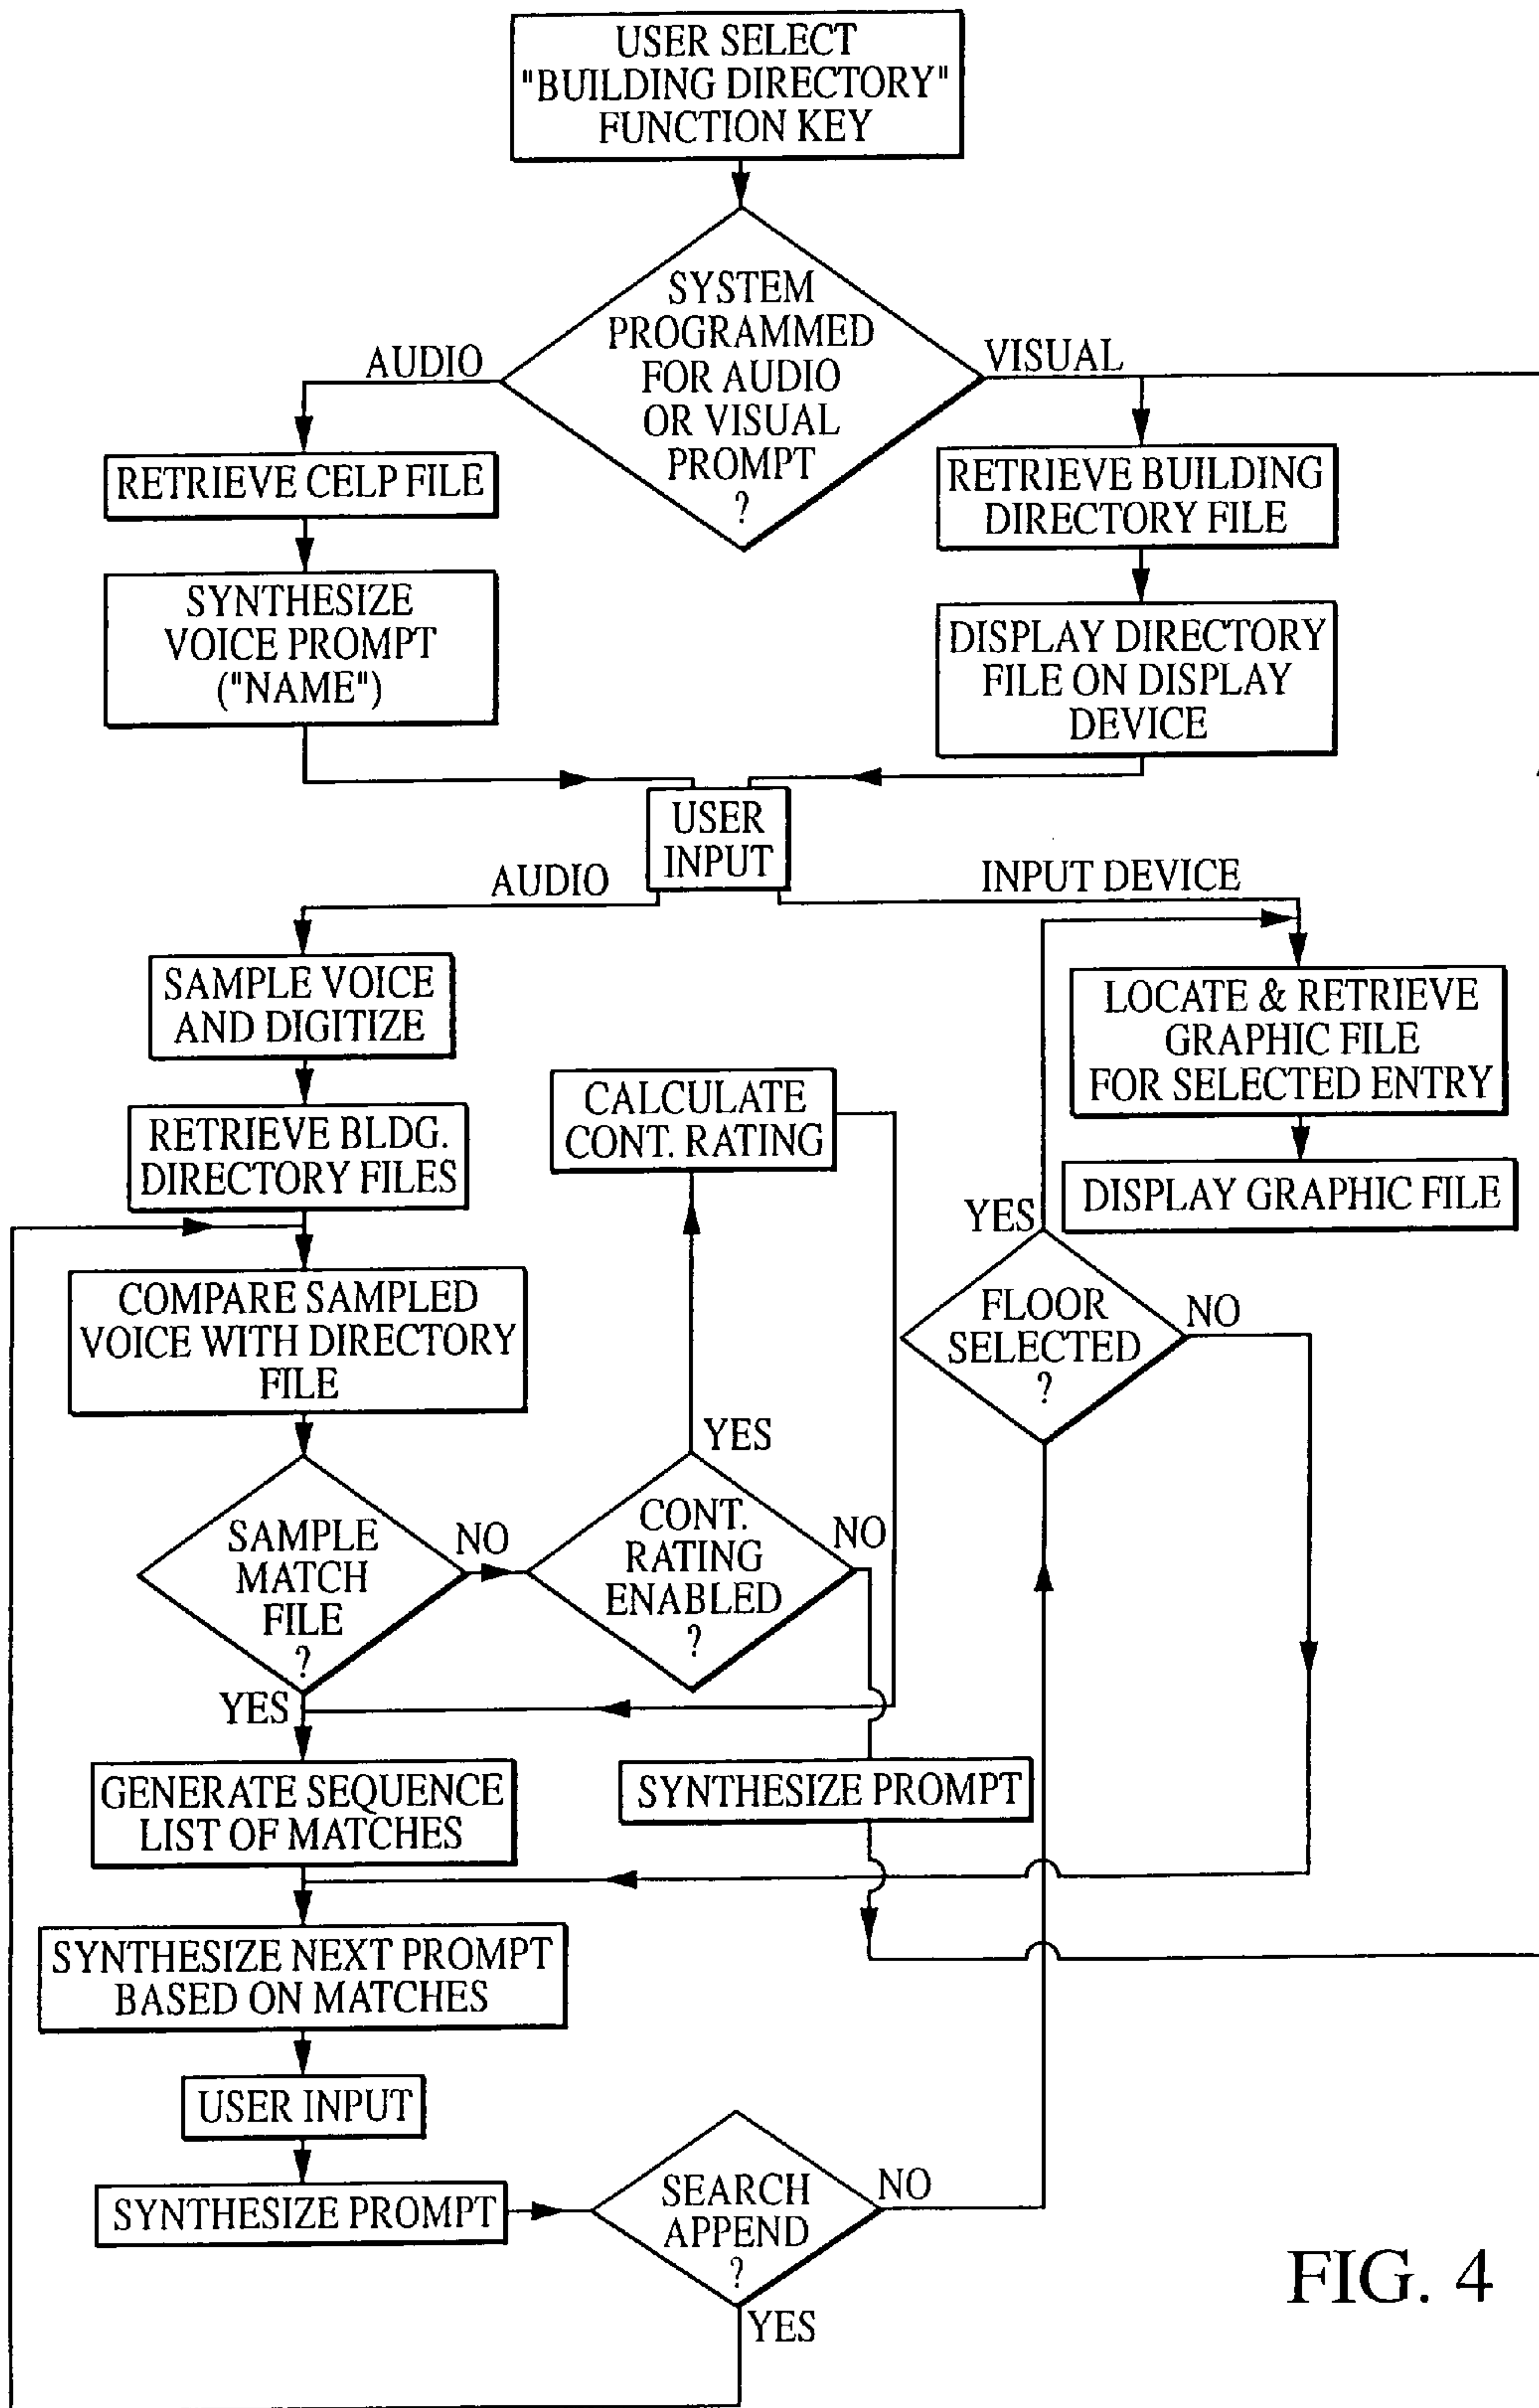 USER SELECT
"BUILDING DIRECTORY"
FUNCTION KEY
SYSTEM
PROGRAMMED
FOR AUDIO
OR VISUAL
PROMPT
?
AUDIO
VISUAL
RETRIEVE CELP FILE
RETRIEVE BUILDING
DIRECTORY FILE
SYNTHESIZE
VOICE PROMPT
("NAME")
DISPLAY DIRECTORY
FILE ON DISPLAY
DEVICE
USER
INPUT
AUDIO
INPUT DEVICE
SAMPLE VOICE
AND DIGITIZE
LOCATE & RETRIEVE
GRAPHIC FILE
FOR SELECTED ENTRY
RETRIEVE BLDG.
DIRECTORY FILES
CALCULATE
CONT. RATING
DISPLAY GRAPHIC FILE
COMPARE SAMPLED
VOICE WITH DIRECTORY
FILE
YES
FLOOR
SELECTED
?
NO
SAMPLE
MATCH
FILE
?
NO
YES
YES
CONT.
RATING
ENABLED
?
NO
GENERATE SEQUENCE
LIST OF MATCHES
SYNTHESIZE PROMPT
SYNTHESIZE NEXT PROMPT
BASED ON MATCHES
USER INPUT
SYNTHESIZE PROMPT
SEARCH
APPEND
?
NO
YES
FIG. 4